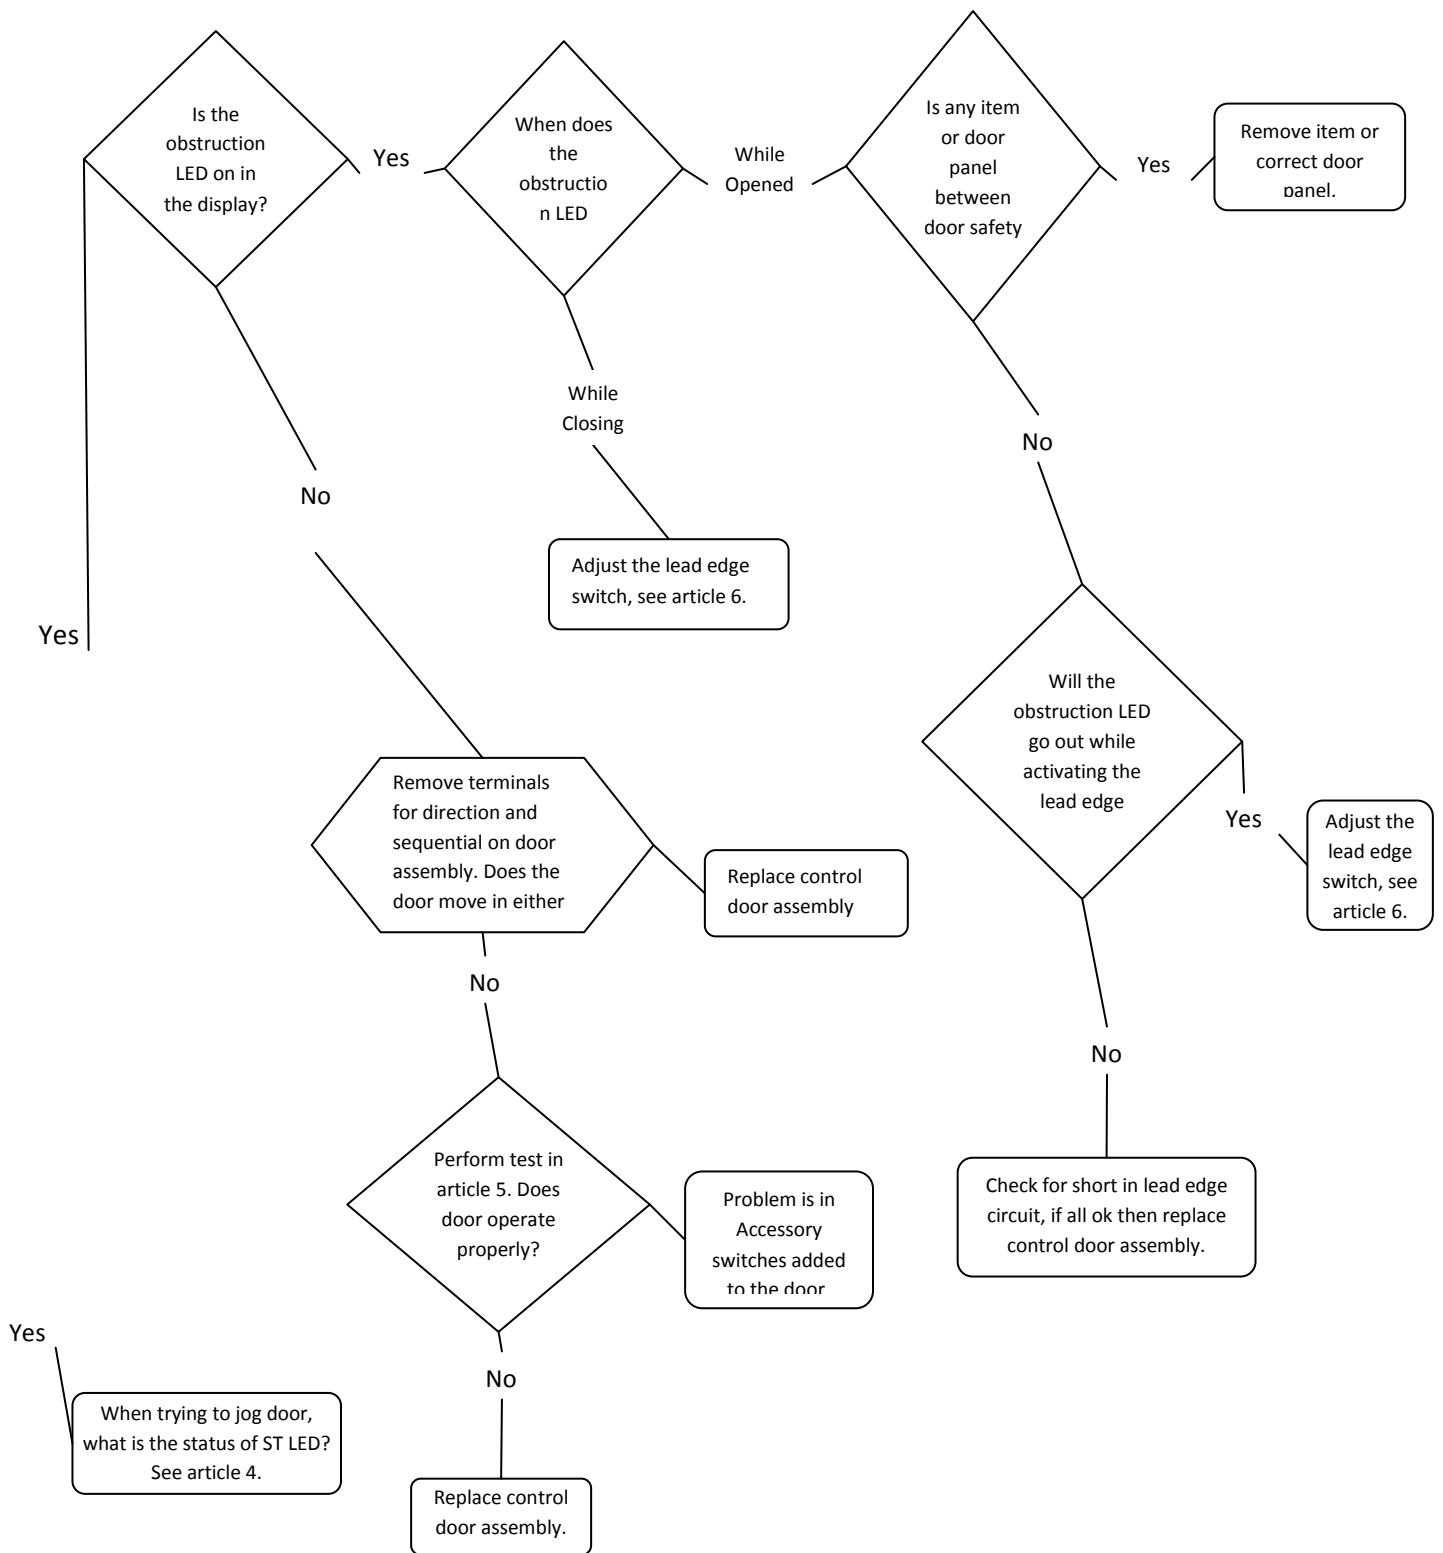 Is the
obstruction
LED on in
the display?
Yes
When does
the
obstructio
n LED
While
Opened
Is any item
or door
panel
between
door safety
Yes
Remove item or
correct door
panel.
While
Closing
No
No
Adjust the lead edge
switch, see article 6.
Yes
Will the
obstruction LED
go out while
activating the
lead edge
Yes
Adjust the
lead edge
switch, see
article 6.
Remove terminals
for direction and
sequential on door
assembly. Does the
door move in either
Replace control
door assembly
No
No
Perform test in
article 5. Does
door operate
properly?
Problem is in
Accessory
switches added
to the door
Check for short in lead edge
circuit, if all ok then replace
control door assembly.
Yes
No
When trying to jog door,
what is the status of ST LED?
See article 4.
Replace control
door assembly.